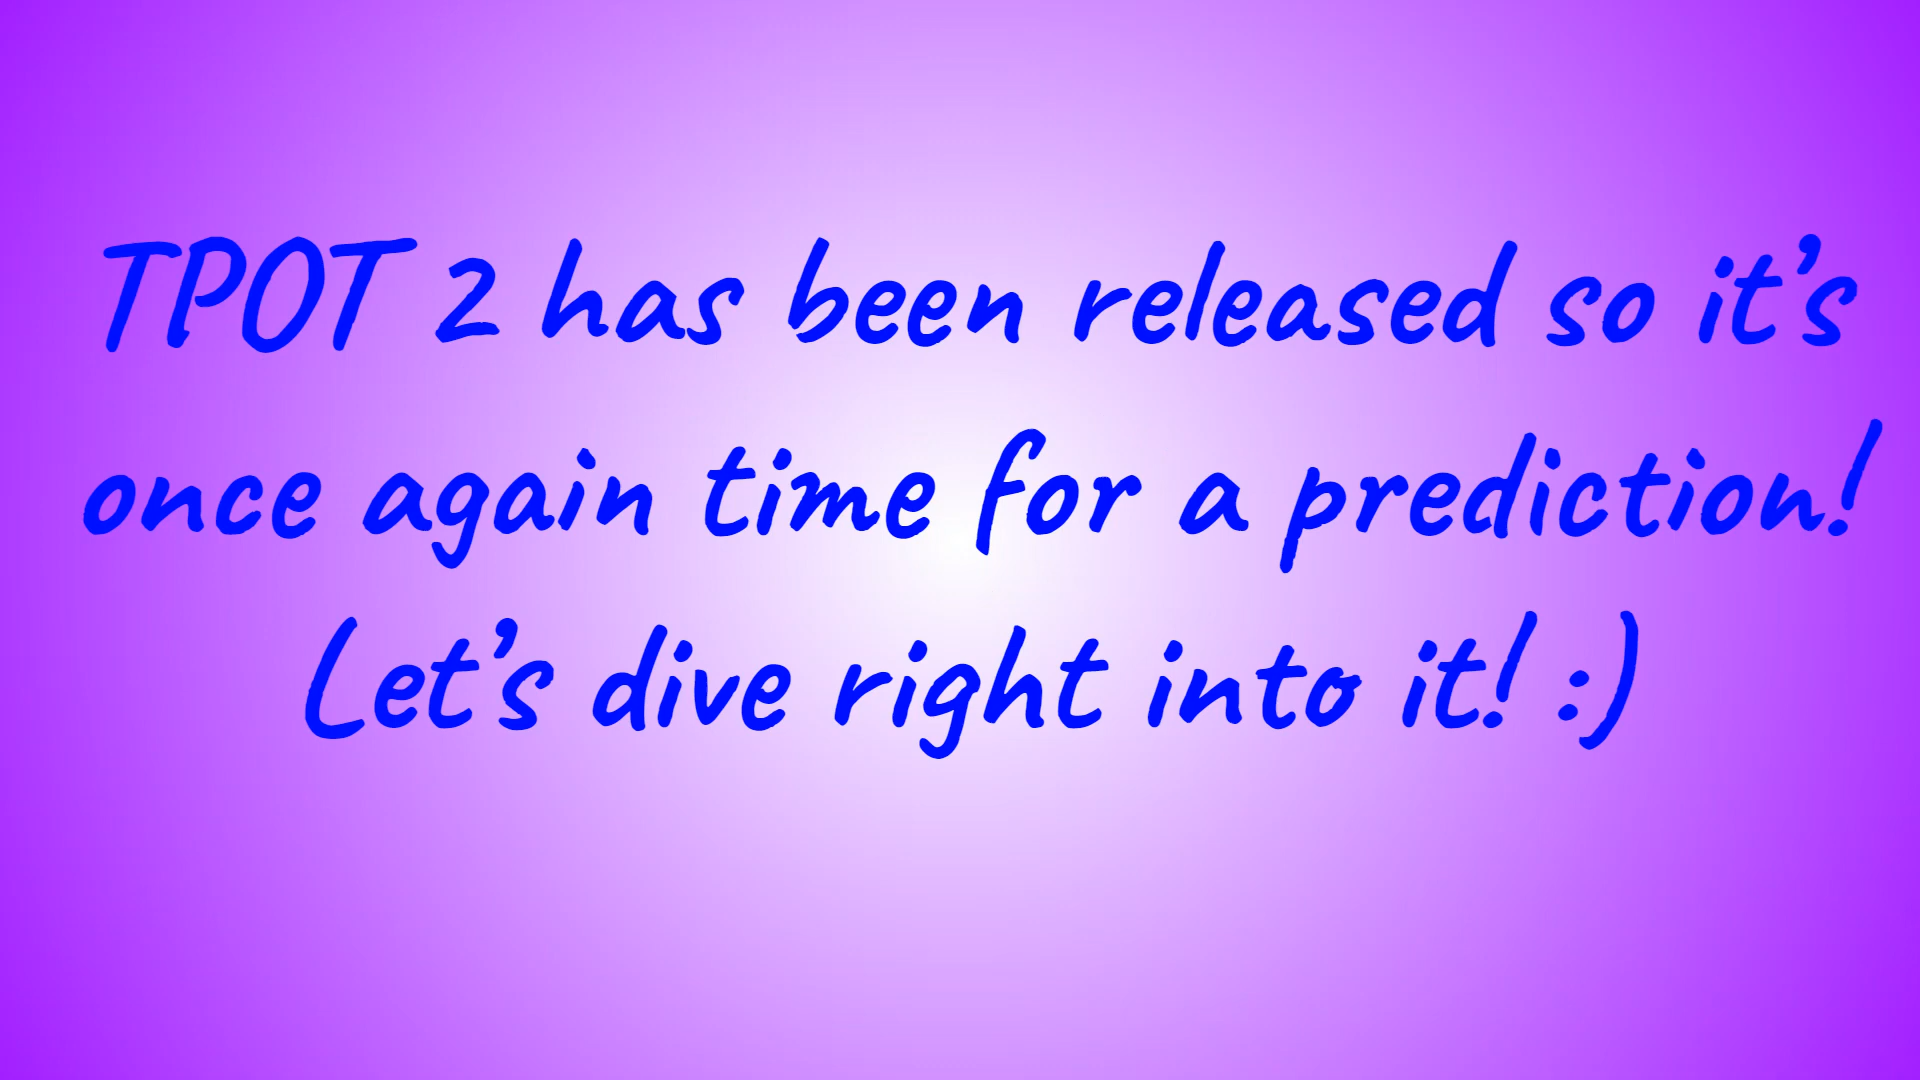 TPOT 2 has been released so it's
once again time for a prediction!
Let's dive right into it! :)